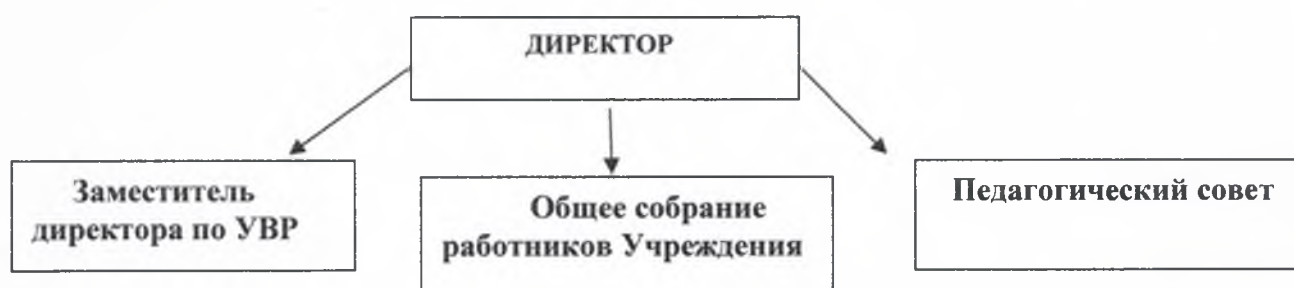 ДИРЕКТОР
Заместитель
директора по УВР
Общее собрание
работников Учреждения
Педагогический совет